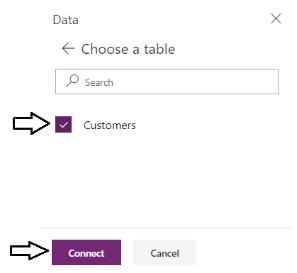 Data
Choose a table
Search
Customers
Connect Cancel